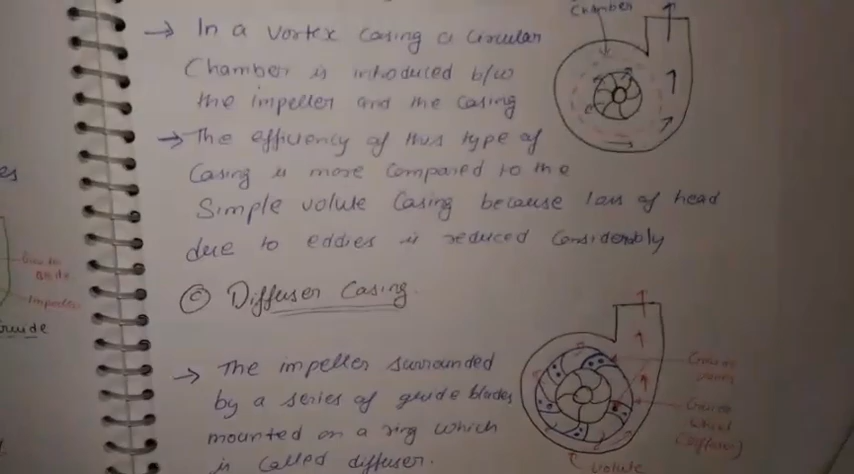 Chamber
→ In a vortex casing a circular
Chamber is introduced b/w
the impeller and the casing
→ The efficiency of this type of
Casing is more compared to the
Simple volute Casing because loss of head
due to eddies is reduced Considerably
© Diffuser Casing.
→ The impeller surrounded
by a series of guide blades
mounted on a ring which
is called diffuser.
Impeller
Guide
wheel
(Diffuser)
Volute